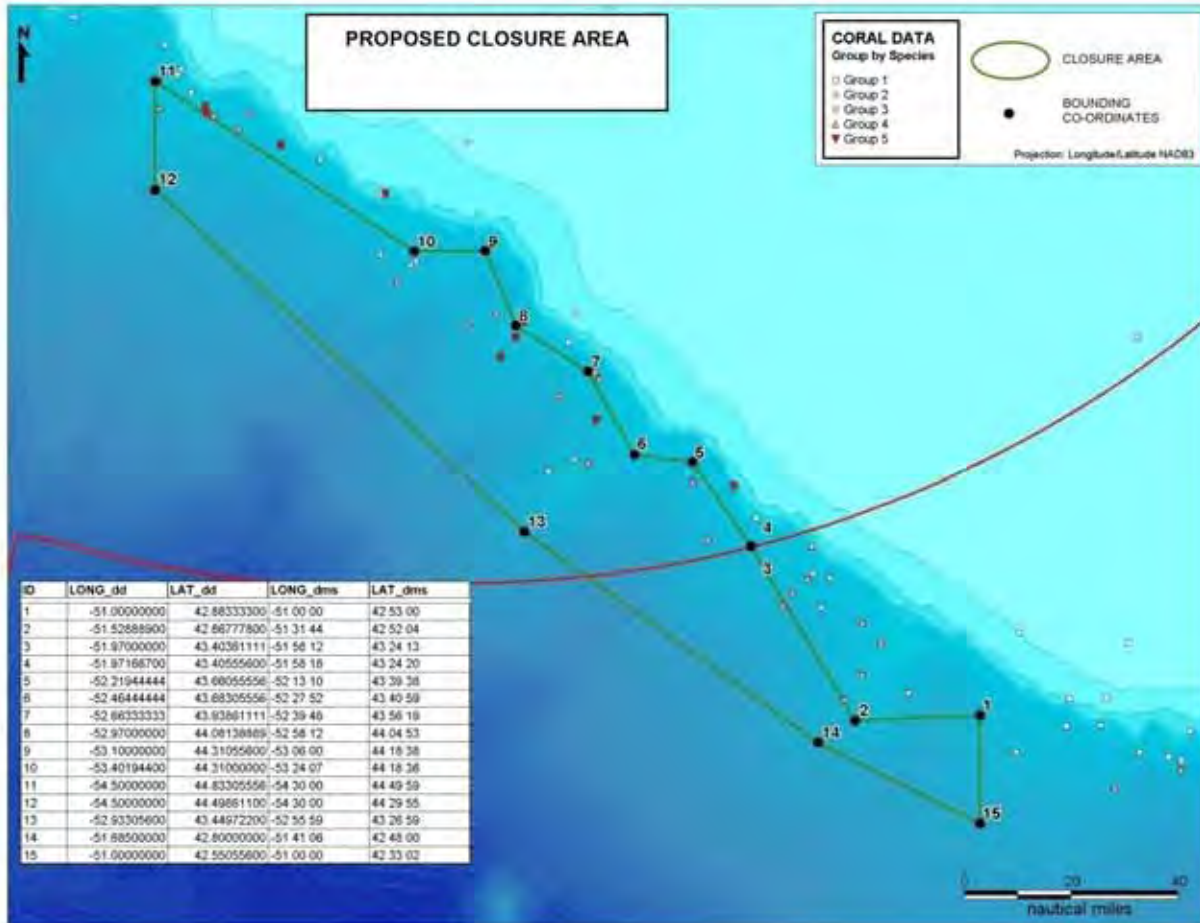 N
PROPOSED CLOSURE AREA
CORAL DATA
Group by Species
Group 1
Group 2
Group 3
Group 4
Group 5
CLOSURE AREA
BOUNDING
CO-ORDINATES
Projection: Longitude/Latitude NAD83
11
12
10
9
8
7
6
5
4
3
13
2
1
14
15
ID LONG_dd LAT_dd LONG_dms LAT_dms
1 -51.00000000 42.88333300 -51 00 00 42 53 00
2 -51.52888900 42.86777800 -51 31 44 42 52 04
3 -51.97000000 43.40361111 -51 58 12 43 24 13
4 -51.97166700 43.40555600 -51 58 18 43 24 20
5 -52.21944444 43.66055556 -52 13 10 43 39 38
6 -52.46444444 43.68305556 -52 27 52 43 40 59
7 -52.66333333 43.93861111 -52 39 48 43 56 19
8 -52.97000000 44.08138889 -52 58 12 44 04 53
9 -53.10000000 44.31055600 -53 06 00 44 18 38
10 -53.40194400 44.31000000 -53 24 07 44 18 36
11 -54.50000000 44.83305556 -54 30 00 44 49 59
12 -54.50000000 44.49861100 -54 30 00 44 29 55
13 -52.93305600 43.44972200 -52 55 59 43 26 59
14 -51.68500000 42.80000000 -51 41 06 42 48 00
15 -51.00000000 42.55055600 -51 00 00 42 33 02
0 20 40
nautical miles